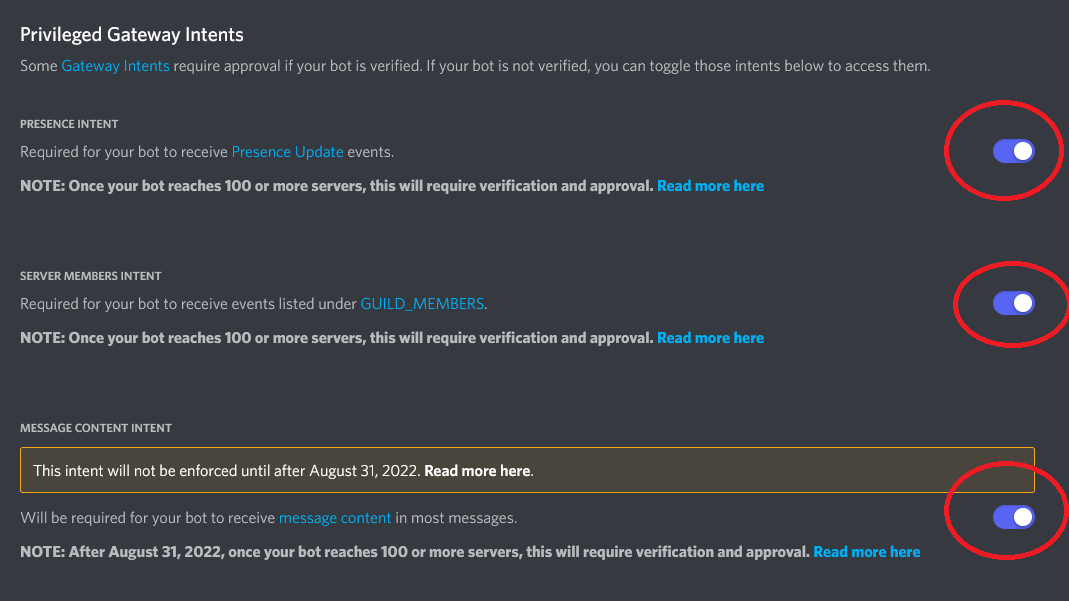 Privileged Gateway Intents
Some Gateway Intents require approval if your bot is verified. If your bot is not verified, you can toggle those intents below to access them.
PRESENCE INTENT
Required for your bot to receive Presence Update events.
NOTE: Once your bot reaches 100 or more servers, this will require verification and approval. Read more here
SERVER MEMBERS INTENT
Required for your bot to receive events listed under GUILD_MEMBERS.
NOTE: Once your bot reaches 100 or more servers, this will require verification and approval. Read more here
MESSAGE CONTENT INTENT
This intent will not be enforced until after August 31, 2022. Read more here.
Will be required for your bot to receive message content in most messages.
NOTE: After August 31, 2022, once your bot reaches 100 or more servers, this will require verification and approval. Read more here